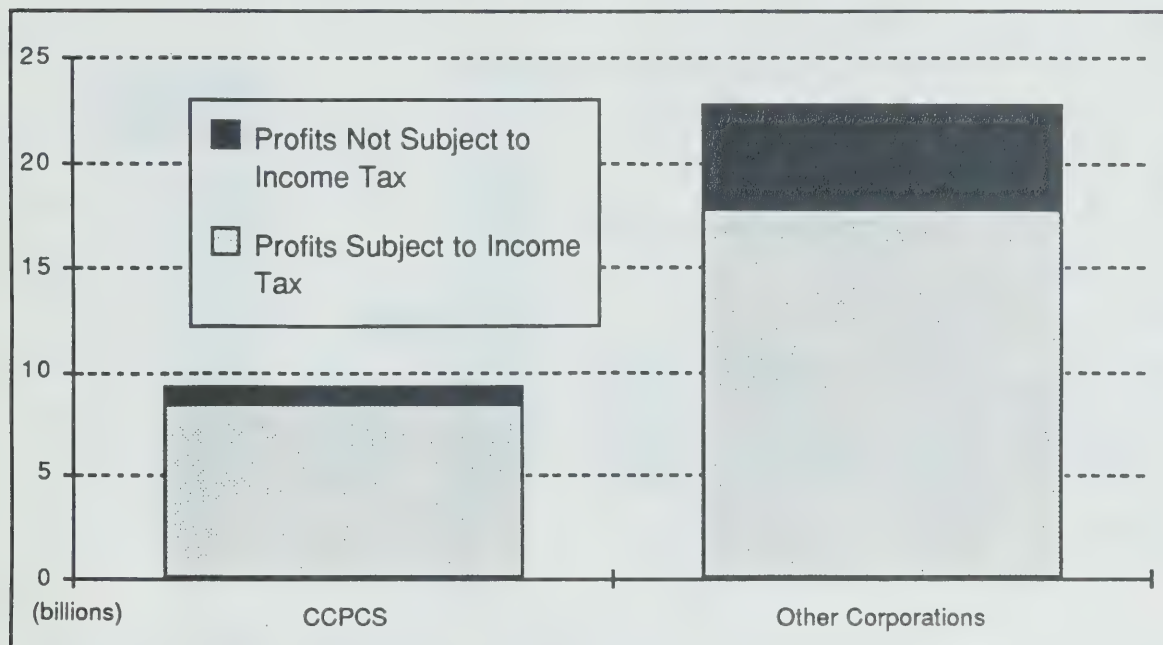 25
20
15
10
5
0
(billions)
Profits Not Subject to
Income Tax
Profits Subject to Income
Tax
CCPCS
Other Corporations